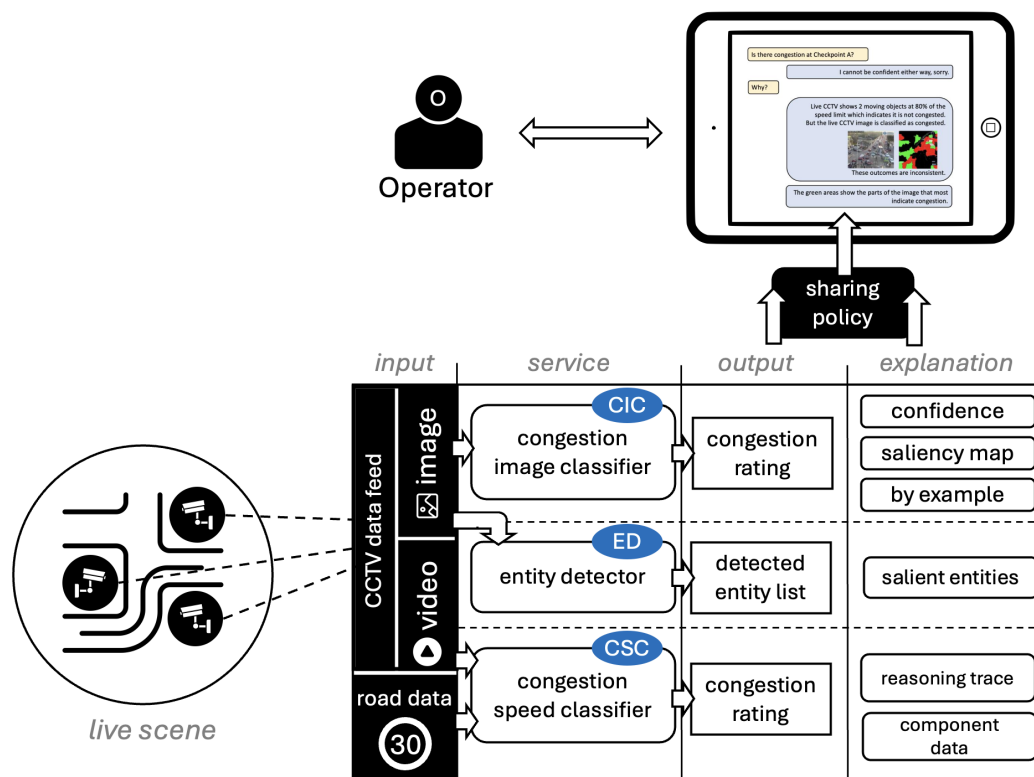 Is there congestion at Checkpoint A?
I cannot be confident either way, sorry.
Why?
Live CCTV shows 2 moving objects at 80% of the
speed limit which indicates it is not congested.
But the live CCTV image is classified as congested.
These outcomes are inconsistent.
The green areas show the parts of the image that most
indicate congestion.
O
Operator
sharing
policy
input
service
output
explanation
CCTV data feed
image
video
road data
30
CIC
congestion
image classifier
congestion
rating
confidence
saliency map
by example
ED
entity detector
detected
entity list
salient entities
CSC
congestion
speed classifier
congestion
rating
reasoning trace
component
data
live scene